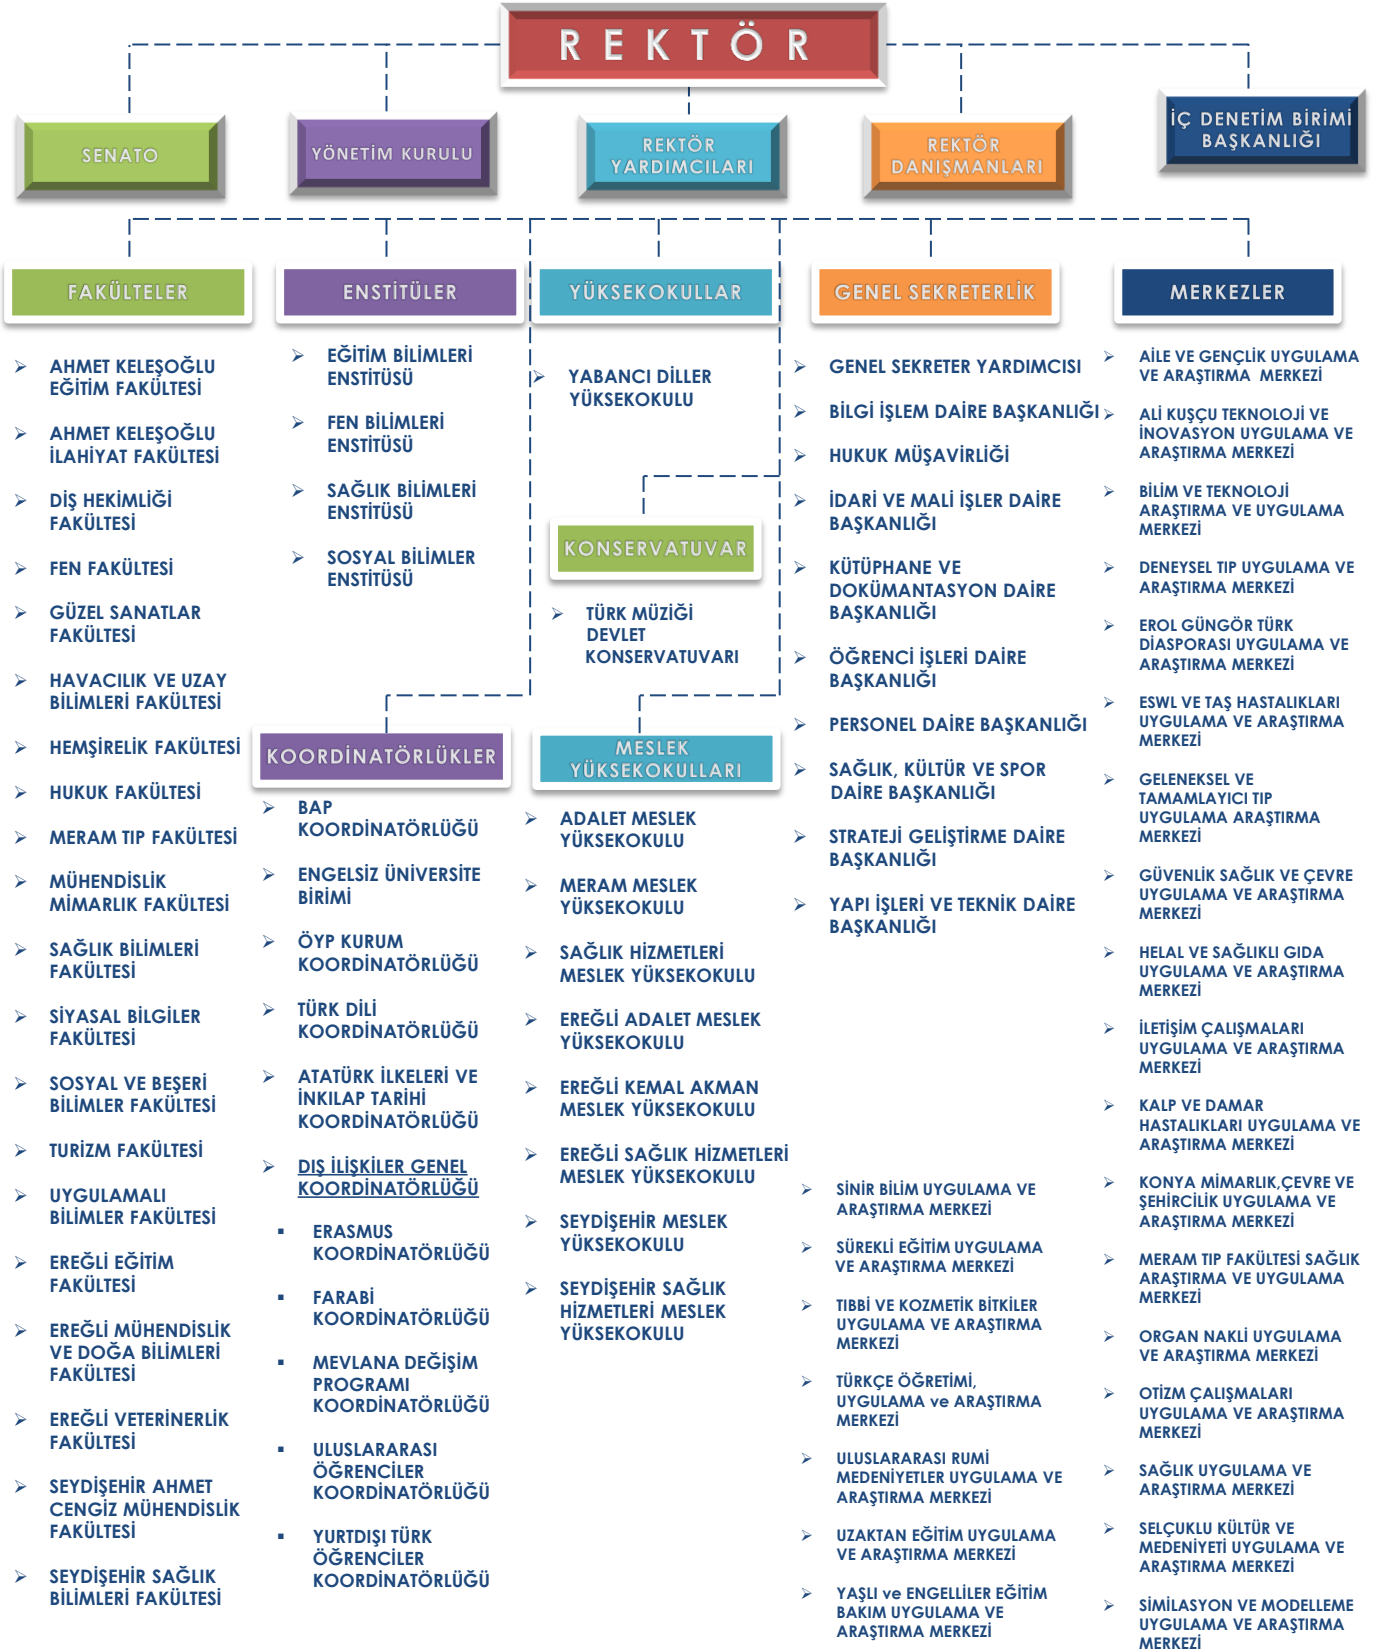 REKTÖR
SENATO
YÖNETİM KURULU
REKTÖR
YARDIMCILARI
REKTÖR
DANIŞMANLARI
İÇ DENETİM BİRİMİ
BAŞKANLIĞI
FAKÜLTELER
AHMET KELEŞOĞLU
EĞİTİM FAKÜLTESİ
AHMET KELEŞOĞLU
İLAHİYAT FAKÜLTESİ
DİŞ HEKİMLİĞİ
FAKÜLTESİ
FEN FAKÜLTESİ
GÜZEL SANATLAR
FAKÜLTESİ
HAVACILIK VE UZAY
BİLİMLERİ FAKÜLTESİ
HEMŞİRELİK FAKÜLTESİ
HUKUK FAKÜLTESİ
MERAM TIP FAKÜLTESİ
MÜHENDİSLİK
MİMARLIK FAKÜLTESİ
SAĞLIK BİLİMLERİ
FAKÜLTESİ
SİYASAL BİLGİLER
FAKÜLTESİ
SOSYAL VE BEŞERİ
BİLİMLER FAKÜLTESİ
TURİZM FAKÜLTESİ
UYGULAMALI
BİLİMLER FAKÜLTESİ
EREĞLİ EĞİTİM
FAKÜLTESİ
EREĞLİ MÜHENDİSLİK
VE DOĞA BİLİMLERİ
FAKÜLTESİ
EREĞLİ VETERİNERLİK
FAKÜLTESİ
SEYDİŞEHİR AHMET
CENGİZ MÜHENDİSLİK
FAKÜLTESİ
SEYDİŞEHİR SAĞLIK
BİLİMLERİ FAKÜLTESİ
ENSTİTÜLER
EĞİTİM BİLİMLERİ
ENSTİTÜSÜ
FEN BİLİMLERİ
ENSTİTÜSÜ
SAĞLIK BİLİMLERİ
ENSTİTÜSÜ
SOSYAL BİLİMLER
ENSTİTÜSÜ
KOORDİNATÖRLÜKLER
BAP
KOORDİNATÖRLÜĞÜ
ENGELSİZ ÜNİVERSİTE
BİRİMİ
ÖYP KURUM
KOORDİNATÖRLÜĞÜ
TÜRK DİLİ
KOORDİNATÖRLÜĞÜ
ATATÜRK İLKELERİ VE
İNKILAP TARİHİ
KOORDİNATÖRLÜĞÜ
DIŞ İLİŞKİLER GENEL
KOORDİNATÖRLÜĞÜ
ERASMUS
KOORDİNATÖRLÜĞÜ
FARABİ
KOORDİNATÖRLÜĞÜ
MEVLANA DEĞİŞİM
PROGRAMI
KOORDİNATÖRLÜĞÜ
ULUSLARARASI
ÖĞRENCİLER
KOORDİNATÖRLÜĞÜ
YURTDIŞI TÜRK
ÖĞRENCİLER
KOORDİNATÖRLÜĞÜ
YÜKSEKOKULLAR
YABANCI DİLLER
YÜKSEKOKULU
KONSERVATUVAR
TÜRK MÜZİĞİ
DEVLET
KONSERVATUVARI
MESLEK
YÜKSEKOKULLARI
ADALET MESLEK
YÜKSEKOKULU
MERAM MESLEK
YÜKSEKOKULU
SAĞLIK HİZMETLERİ
MESLEK YÜKSEKOKULU
EREĞLİ ADALET MESLEK
YÜKSEKOKULU
EREĞLİ KEMAL AKMAN
MESLEK YÜKSEKOKULU
EREĞLİ SAĞLIK HİZMETLERİ
MESLEK YÜKSEKOKULU
SEYDİŞEHİR MESLEK
YÜKSEKOKULU
SEYDİŞEHİR SAĞLIK
HİZMETLERİ MESLEK
YÜKSEKOKULU
GENEL SEKRETERLİK
GENEL SEKRETER YARDIMCISI
BİLGİ İŞLEM DAİRE BAŞKANLIĞI
HUKUK MÜŞAVİRLİĞİ
İDARİ VE MALİ İŞLER DAİRE
BAŞKANLIĞI
KÜTÜPHANE VE
DOKÜMANTASYON DAİRE
BAŞKANLIĞI
ÖĞRENCİ İŞLERİ DAİRE
BAŞKANLIĞI
PERSONEL DAİRE BAŞKANLIĞI
SAĞLIK, KÜLTÜR VE SPOR
DAİRE BAŞKANLIĞI
STRATEJİ GELİŞTİRME DAİRE
BAŞKANLIĞI
YAPI İŞLERİ VE TEKNİK DAİRE
BAŞKANLIĞI
MERKEZLER
AİLE VE GENÇLİK UYGULAMA
VE ARAŞTIRMA MERKEZİ
ALİ KUŞÇU TEKNOLOJİ VE
İNOVASYON UYGULAMA VE
ARAŞTIRMA MERKEZİ
BİLİM VE TEKNOLOJİ
ARAŞTIRMA VE UYGULAMA
MERKEZİ
DENEYSEL TIP UYGULAMA VE
ARAŞTIRMA MERKEZİ
EROL GÜNGÖR TÜRK
DİASPORASI UYGULAMA VE
ARAŞTIRMA MERKEZİ
ESWL VE TAŞ HASTALIKLARI
UYGULAMA VE ARAŞTIRMA
MERKEZİ
GELENEKSEL VE
TAMAMLAYICI TIP
UYGULAMA ARAŞTIRMA
MERKEZİ
GÜVENLİK SAĞLIK VE ÇEVRE
UYGULAMA VE ARAŞTIRMA
MERKEZİ
HELAL VE SAĞLIKLI GIDA
UYGULAMA VE ARAŞTIRMA
MERKEZİ
İLETİŞİM ÇALIŞMALARI
UYGULAMA VE ARAŞTIRMA
MERKEZİ
KALP VE DAMAR
HASTALIKLARI UYGULAMA VE
ARAŞTIRMA MERKEZİ
KONYA MİMARLIK,ÇEVRE VE
ŞEHİRCİLİK UYGULAMA VE
ARAŞTIRMA MERKEZİ
MERAM TIP FAKÜLTESİ SAĞLIK
ARAŞTIRMA VE UYGULAMA
MERKEZİ
ORGAN NAKLİ UYGULAMA
VE ARAŞTIRMA MERKEZİ
OTİZM ÇALIŞMALARI
UYGULAMA VE ARAŞTIRMA
MERKEZİ
SAĞLIK UYGULAMA VE
ARAŞTIRMA MERKEZİ
SELÇUKLU KÜLTÜR VE
MEDENİYETİ UYGULAMA VE
ARAŞTIRMA MERKEZİ
SİMİLASYON VE MODELLEME
UYGULAMA VE ARAŞTIRMA
MERKEZİ
SİNİR BİLİM UYGULAMA VE
ARAŞTIRMA MERKEZİ
SÜREKLİ EĞİTİM UYGULAMA
VE ARAŞTIRMA MERKEZİ
TIBBİ VE KOZMETİK BİTKİLER
UYGULAMA VE ARAŞTIRMA
MERKEZİ
TÜRKÇE ÖĞRETİMİ,
UYGULAMA ve ARAŞTIRMA
MERKEZİ
ULUSLARARASI RUMİ
MEDENİYETLER UYGULAMA VE
ARAŞTIRMA MERKEZİ
UZAKTAN EĞİTİM UYGULAMA
VE ARAŞTIRMA MERKEZİ
YAŞLI ve ENGELLİLER EĞİTİM
BAKIM UYGULAMA VE
ARAŞTIRMA MERKEZİ